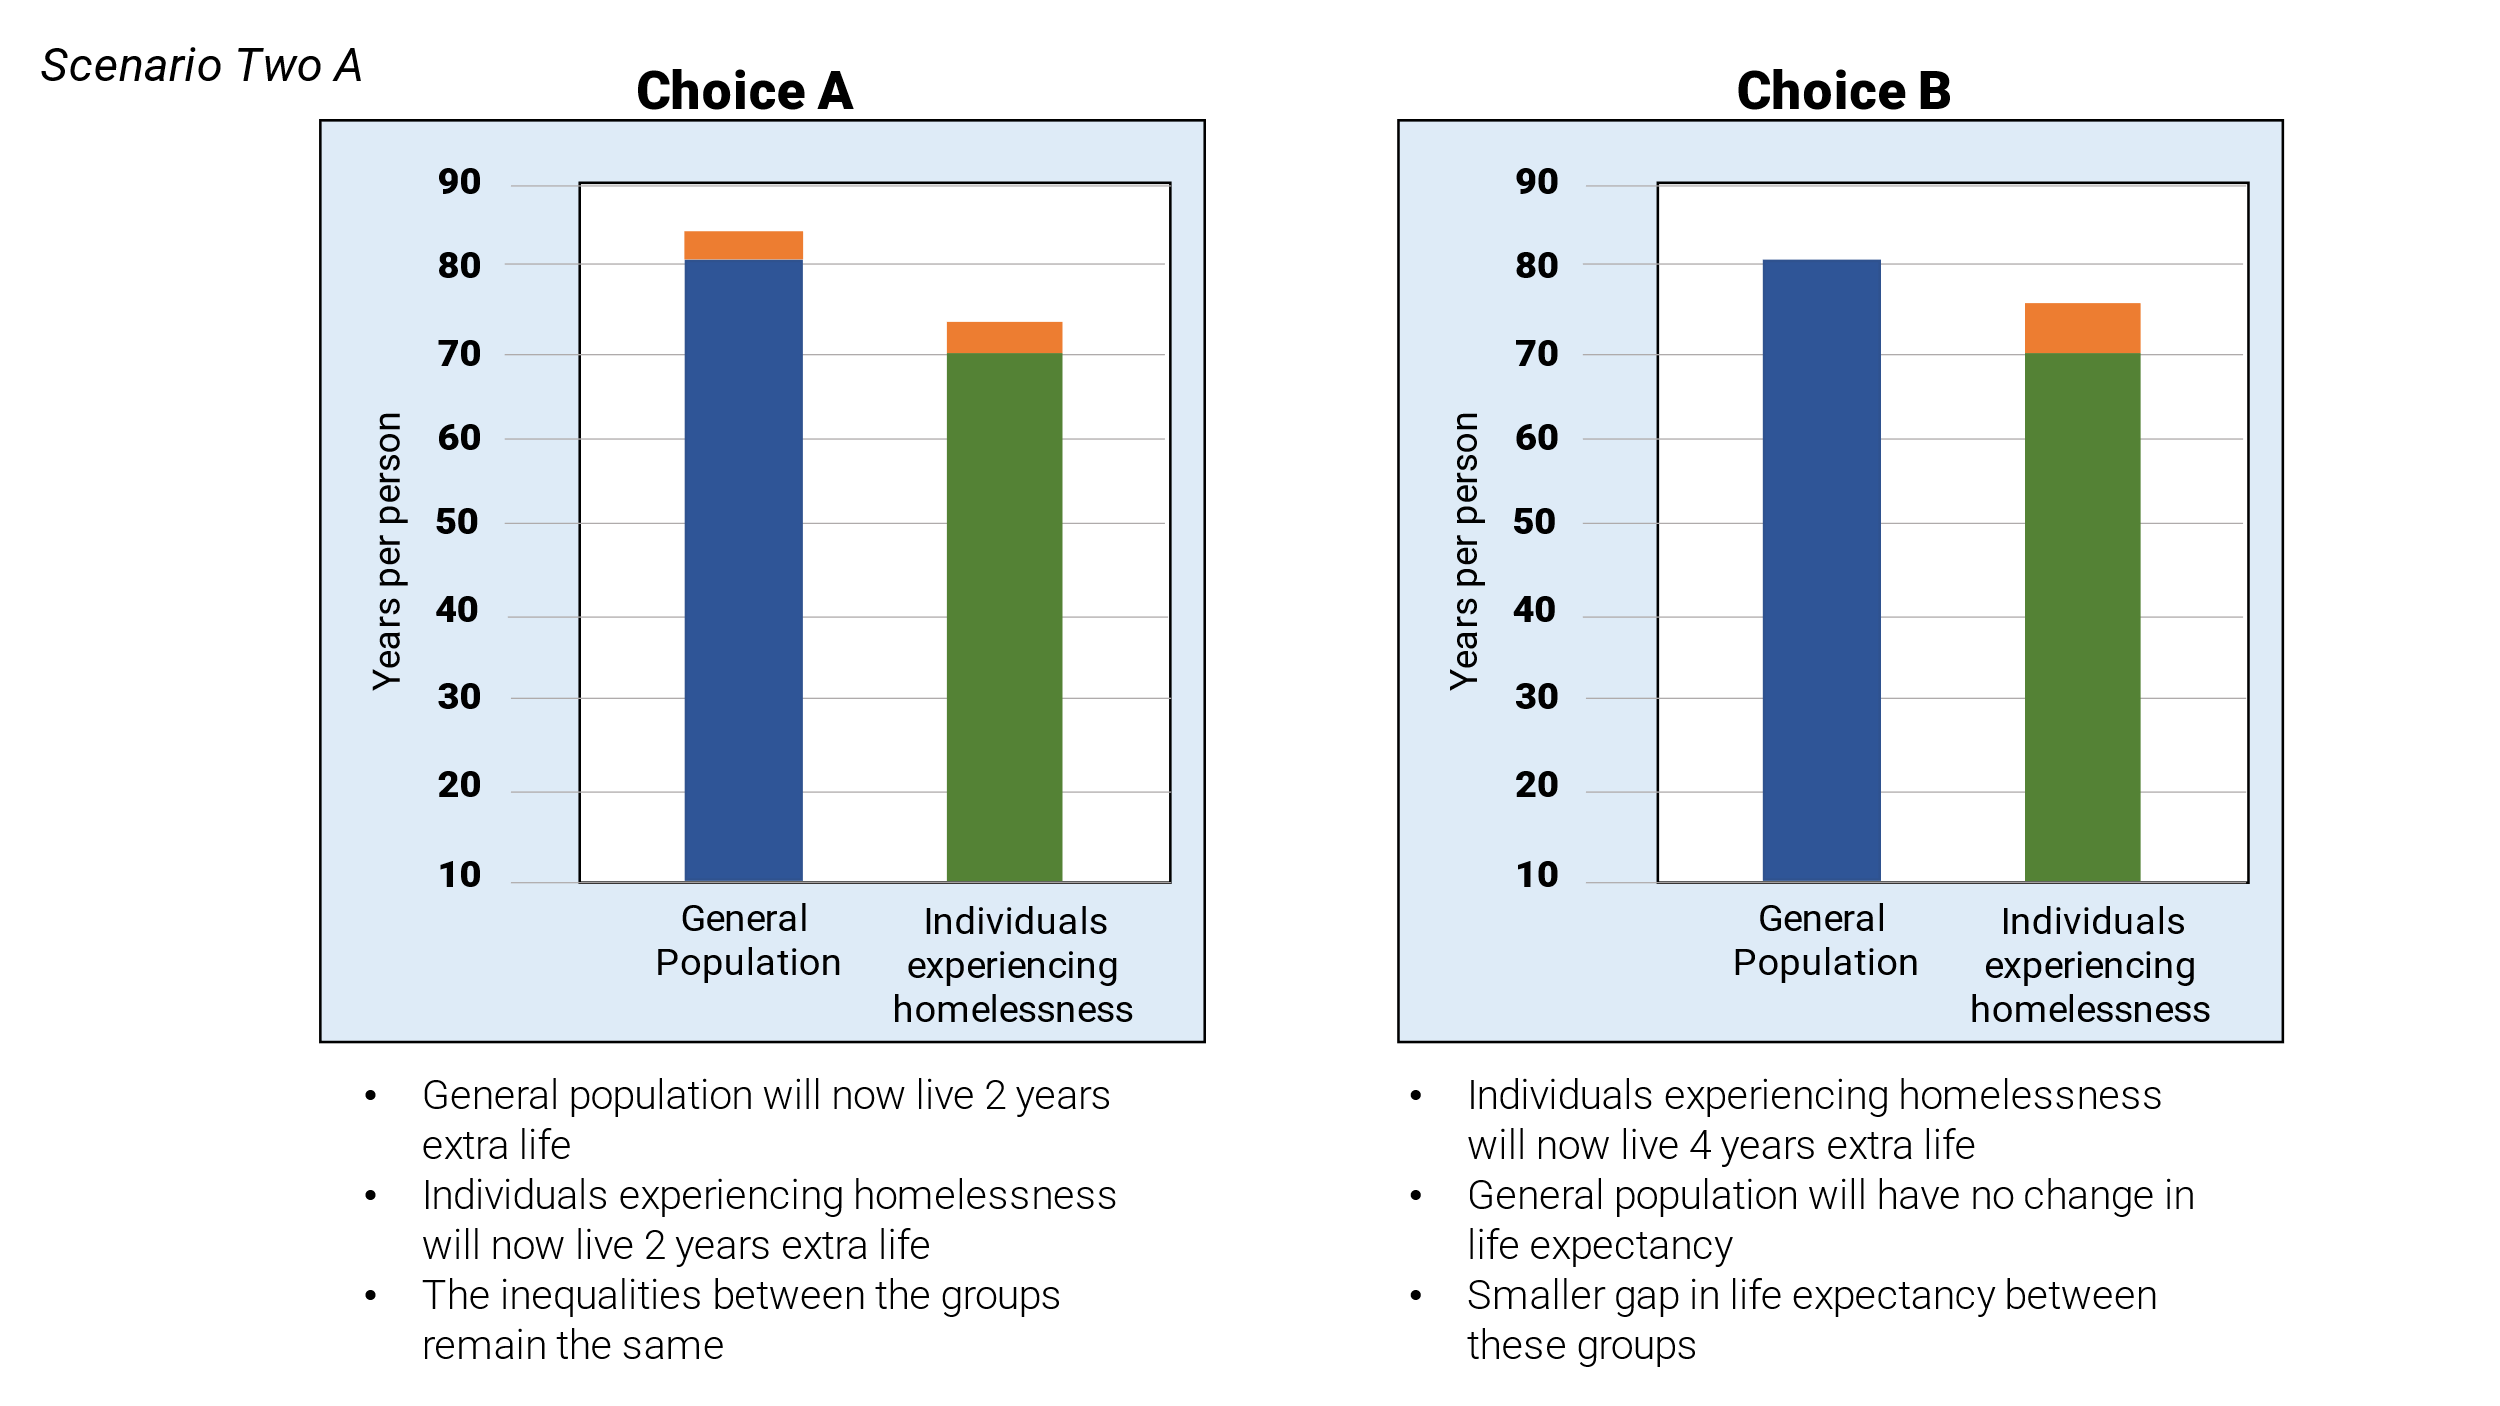 Scenario Two A
Choice A
90
80
70
60
50
40
30
20
10
Years per person
General
Population
Individuals
experiencing
homelessness
• General population will now live 2 years
extra life
• Individuals experiencing homelessness
will now live 2 years extra life
• The inequalities between the groups
remain the same
Choice B
90
80
70
60
50
40
30
20
10
Years per person
General
Population
Individuals
experiencing
homelessness
• Individuals experiencing homelessness
will now live 4 years extra life
• General population will have no change in
life expectancy
• Smaller gap in life expectancy between
these groups